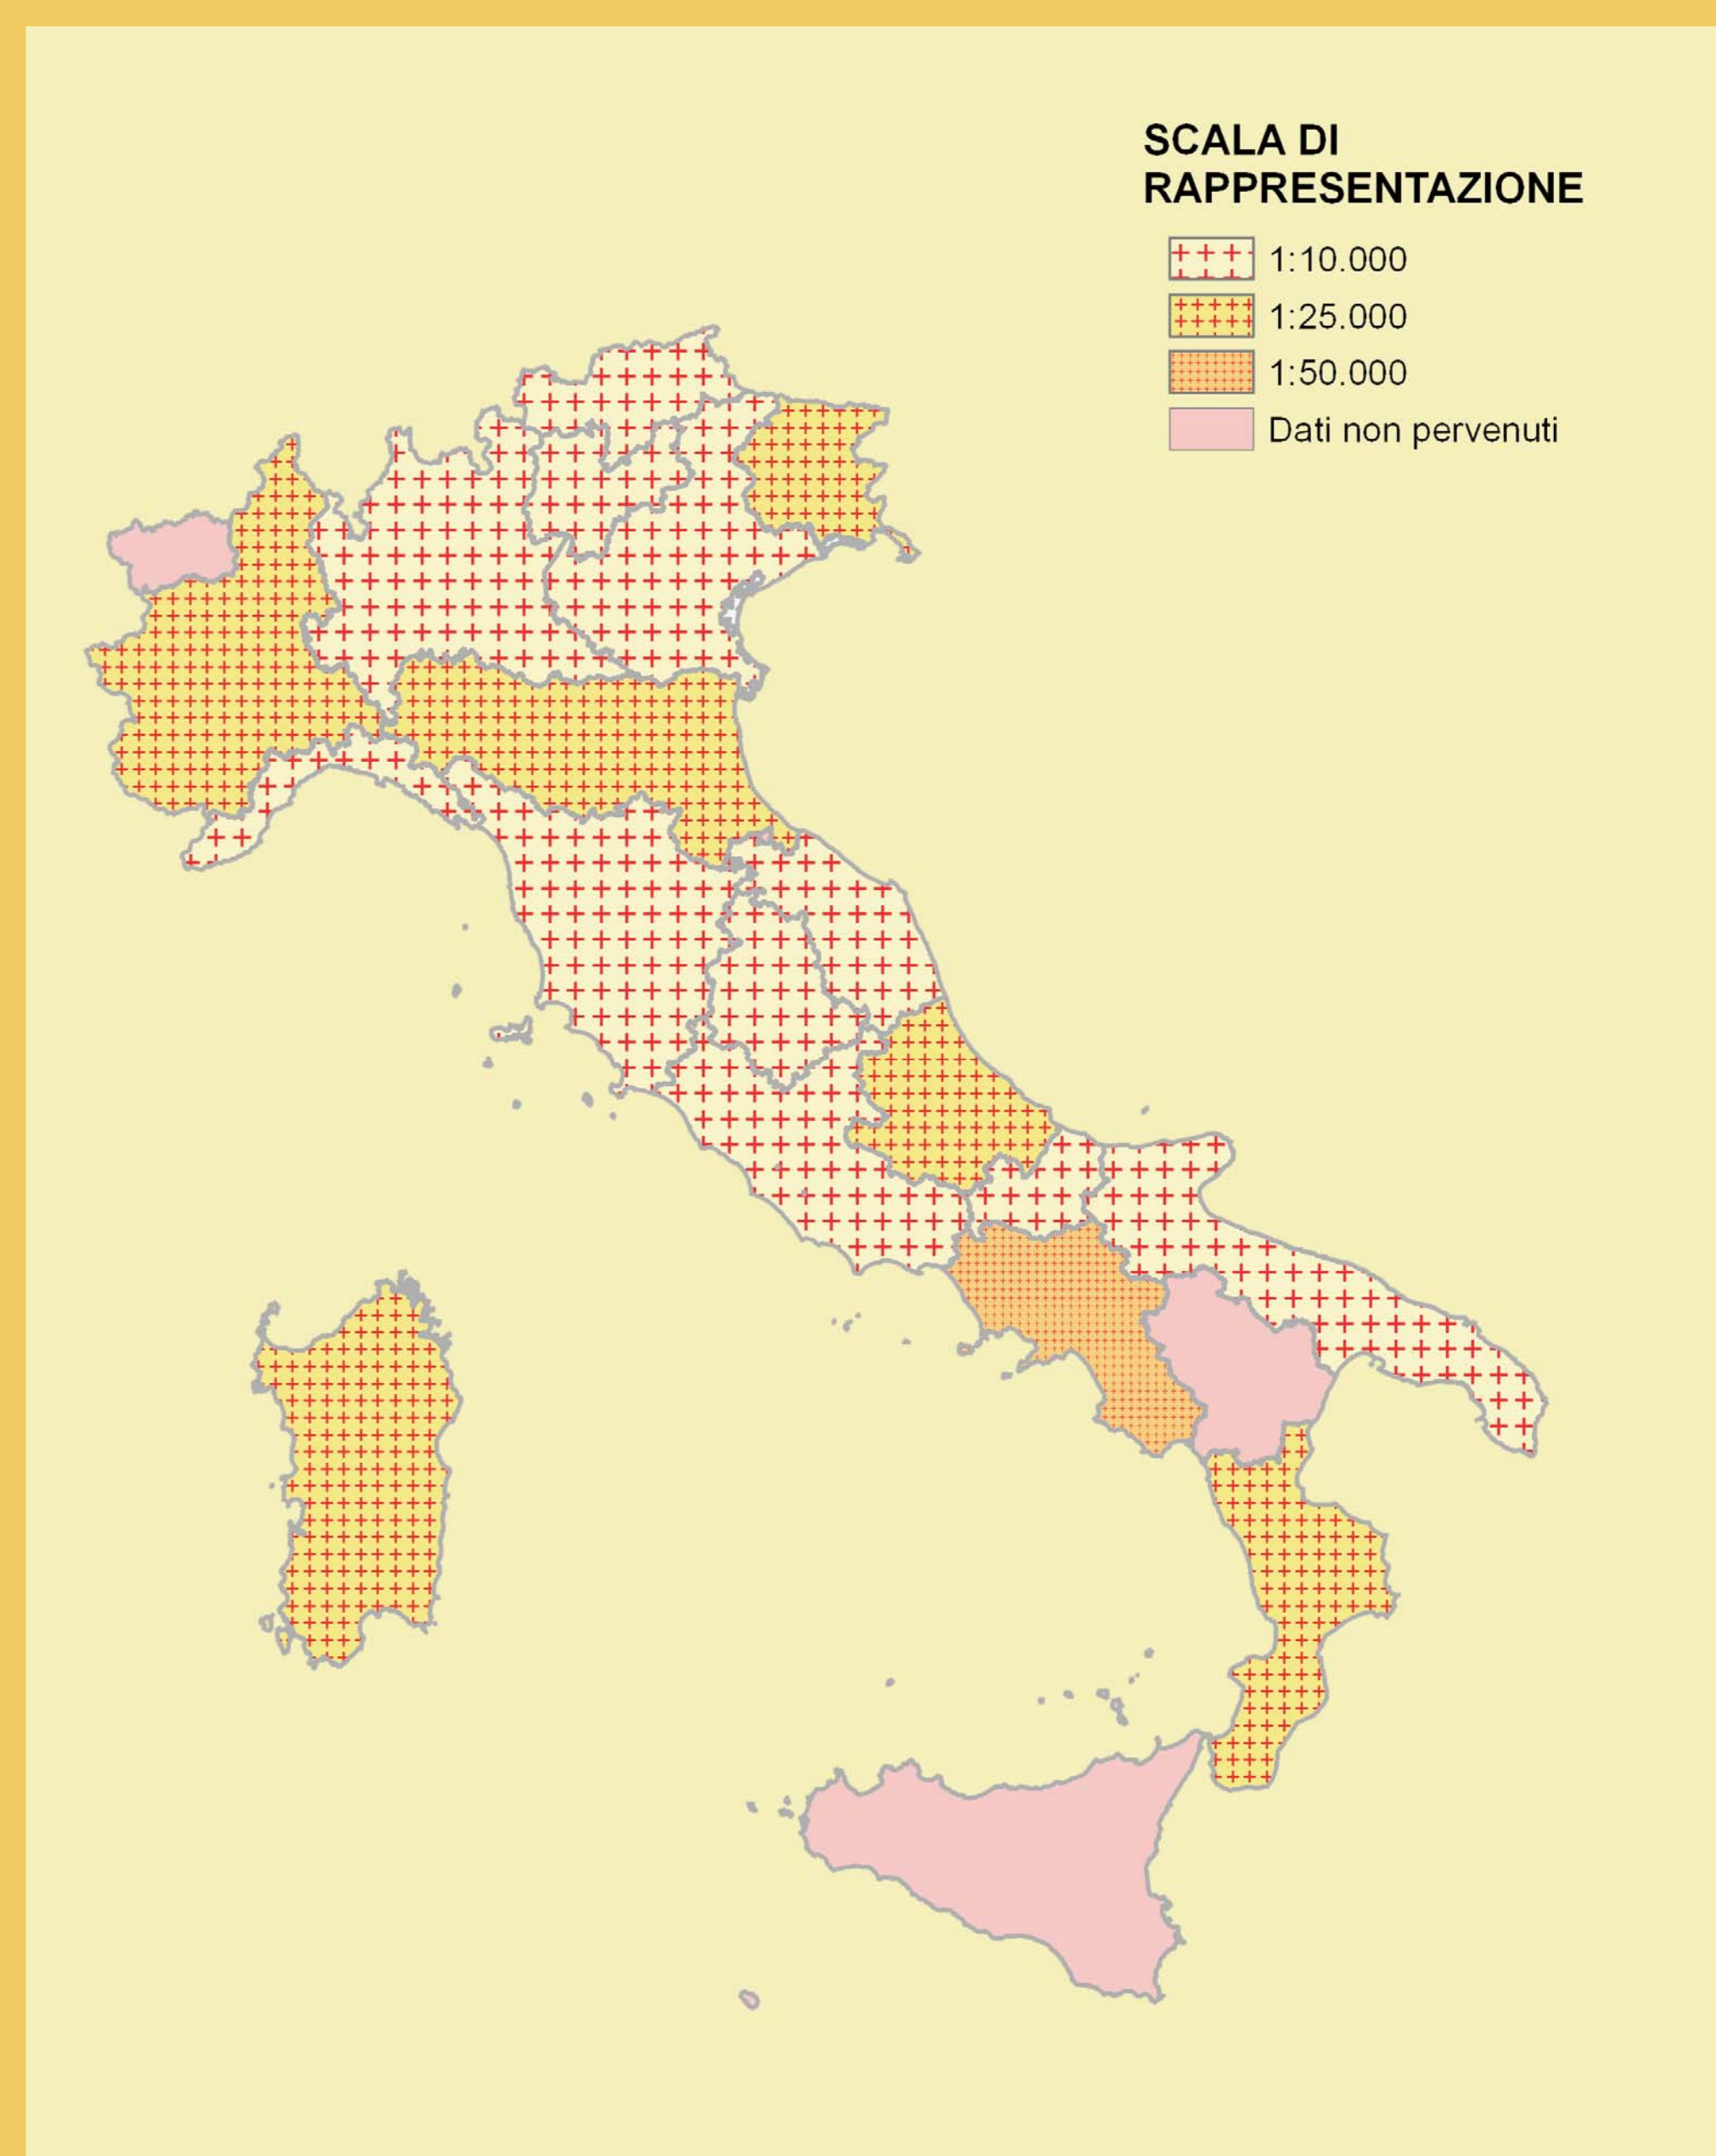 SCALA DI
RAPPRESENTAZIONE
1:10.000
1:25.000
1:50.000
Dati non pervenuti